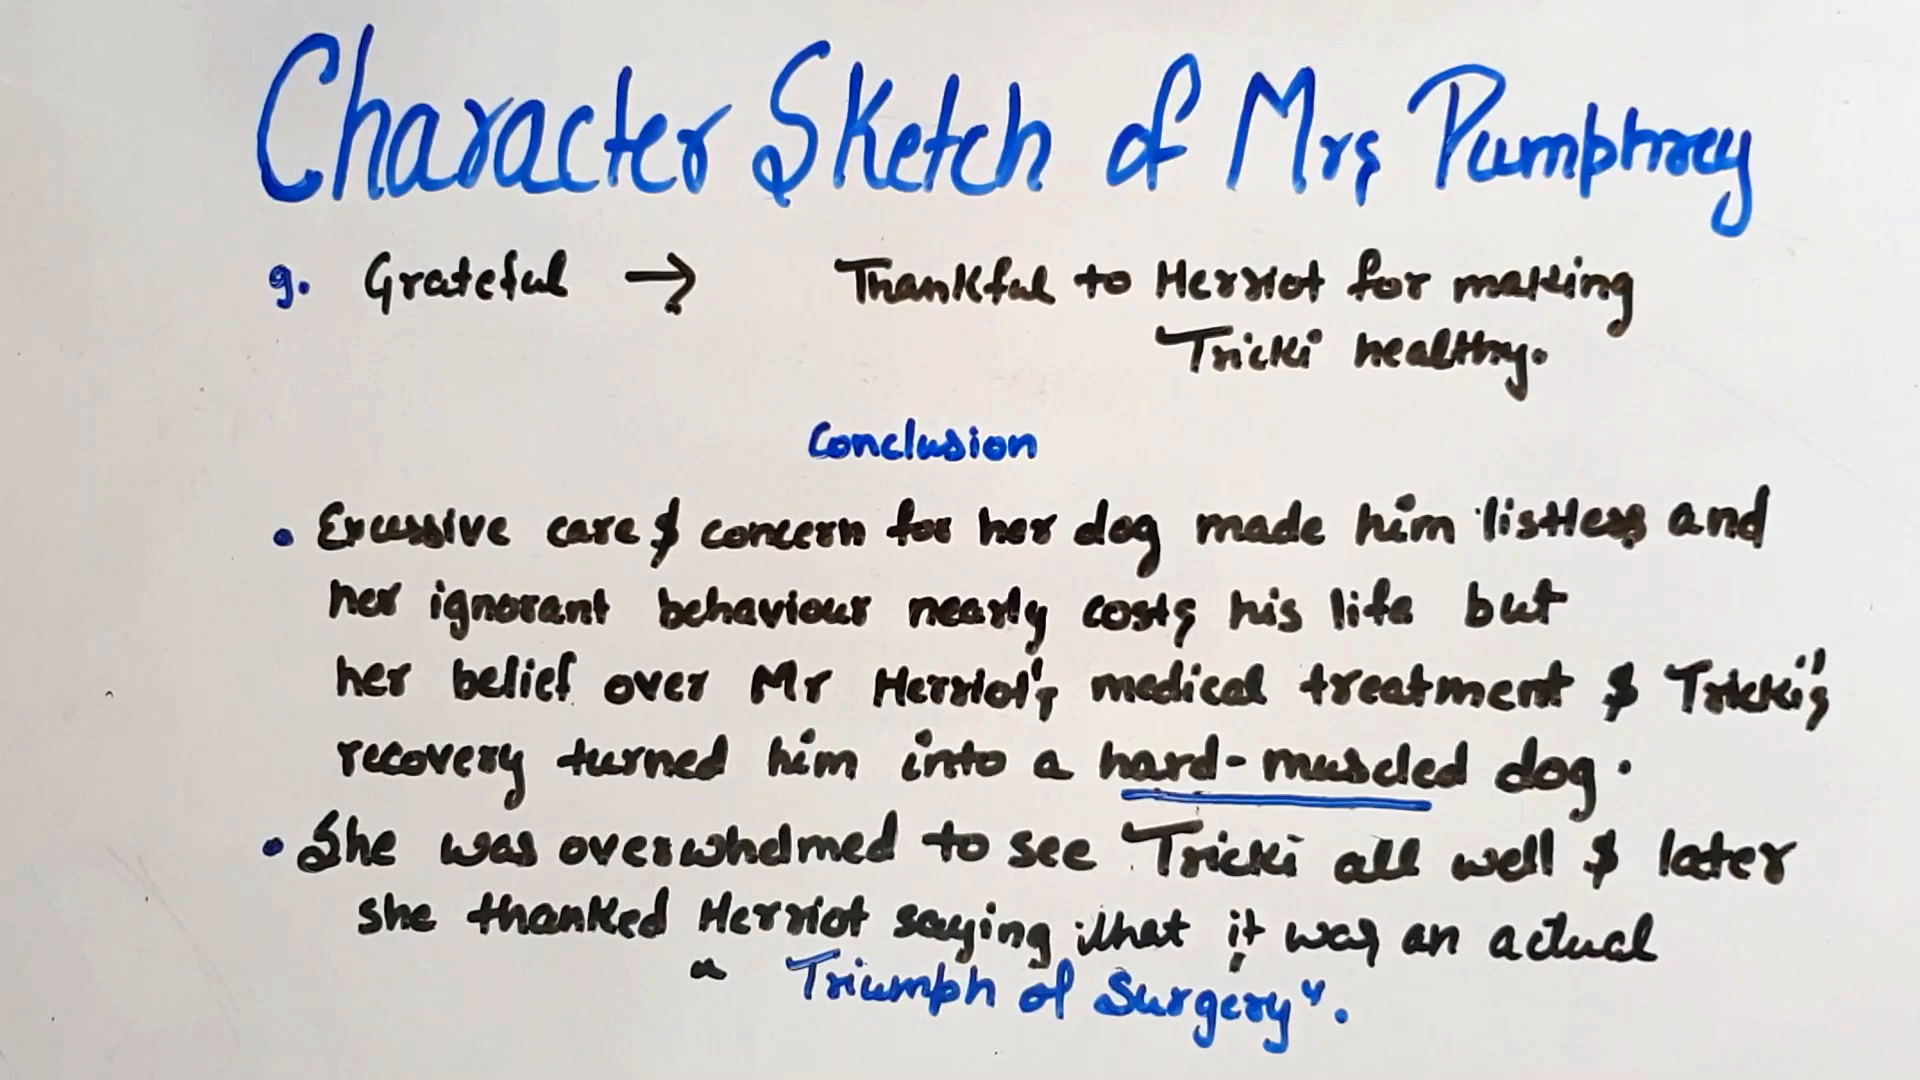 Character Sketch of Mrs Pumphrey
9. Grateful → Thankful to Herriot for making
Tricki healthy.
Conclusion
• Excessive care & concern for her dog made him listless and
her ignorant behaviour nearly costs his life but
her belief over Mr Herriot's medical treatment & Tricki's
recovery turned him into a hard-muscled dog.
• She was overwhelmed to see Tricki all well & later
she thanked Herriot saying that it was an actual
" Triumph of Surgery".